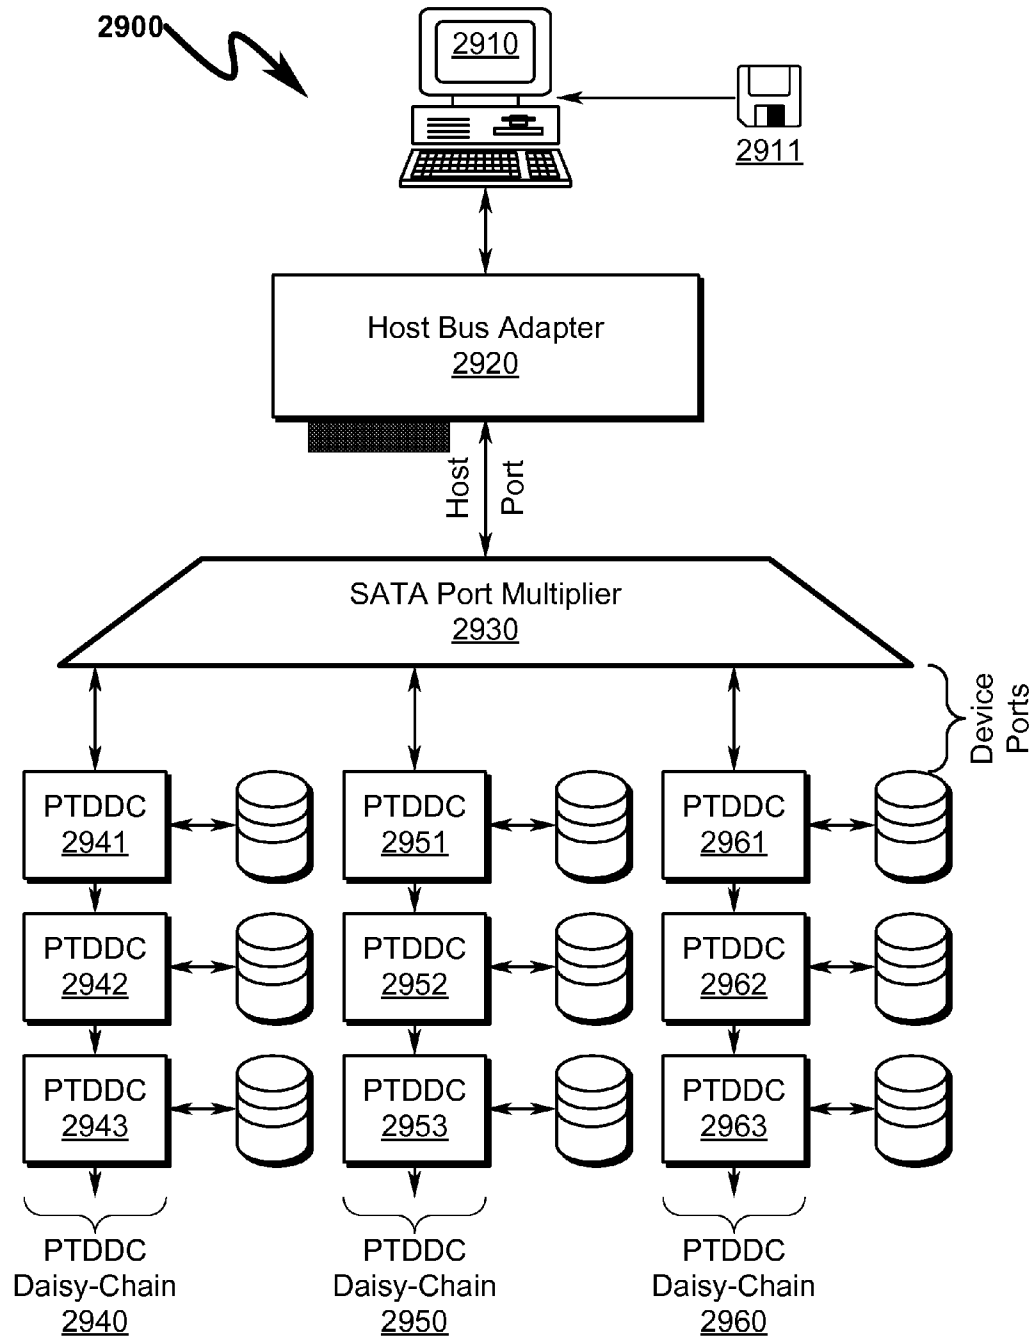 2900
2910
2911
Host Bus Adapter
2920
Host Port
SATA Port Multiplier
2930
Device Ports
PTDDC
2941
PTDDC
2951
PTDDC
2961
PTDDC
2942
PTDDC
2952
PTDDC
2962
PTDDC
2943
PTDDC
2953
PTDDC
2963
PTDDC
Daisy-Chain
2940
PTDDC
Daisy-Chain
2950
PTDDC
Daisy-Chain
2960